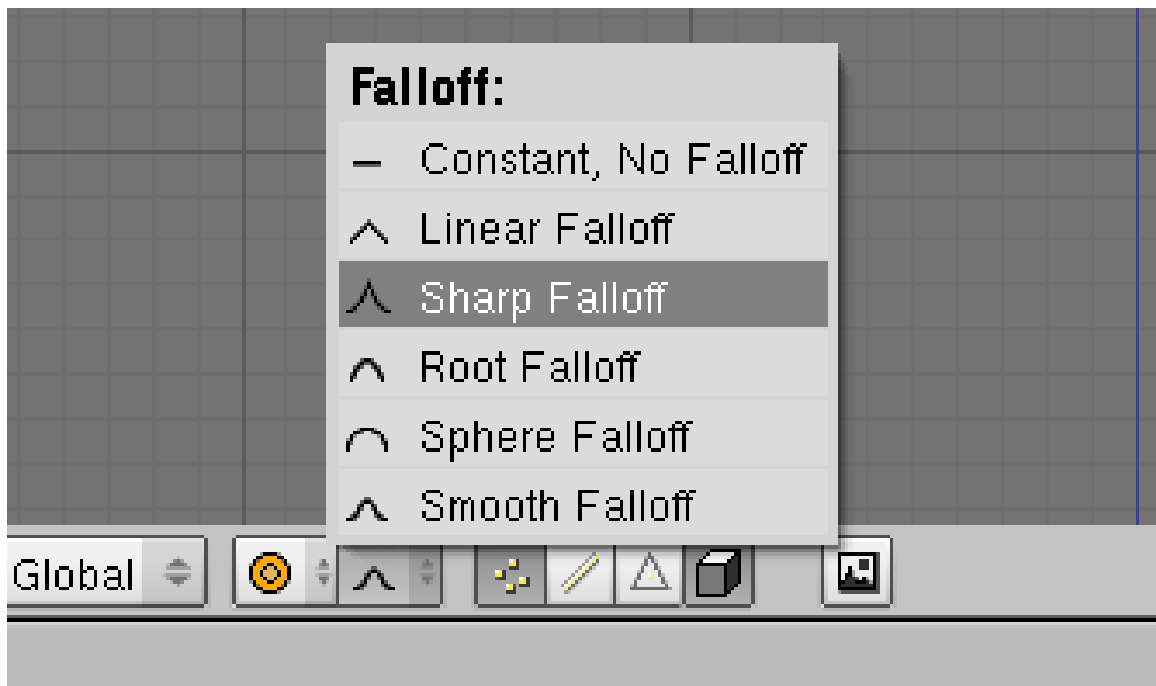 Falloff:
Constant, No Falloff
Linear Falloff
Sharp Falloff
Root Falloff
Sphere Falloff
Smooth Falloff
Global